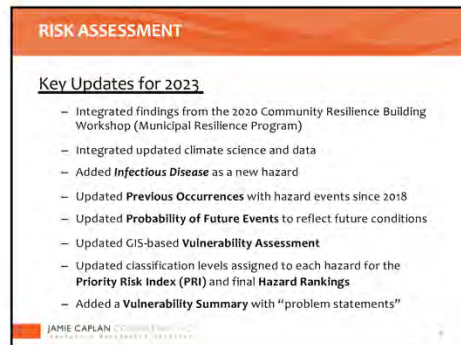 RISK ASSESSMENT
Key Updates for 2023
– Integrated findings from the 2020 Community Resilience Building
Workshop (Municipal Resilience Program)
– Integrated updated climate science and data
– Added Infectious Disease as a new hazard
– Updated Previous Occurrences with hazard events since 2018
– Updated Probability of Future Events to reflect future conditions
– Updated GIS-based Vulnerability Assessment
– Updated classification levels assigned to each hazard for the
Priority Risk Index (PRI) and final Hazard Rankings
– Added a Vulnerability Summary with “problem statements”
JAMIE CAPLAN